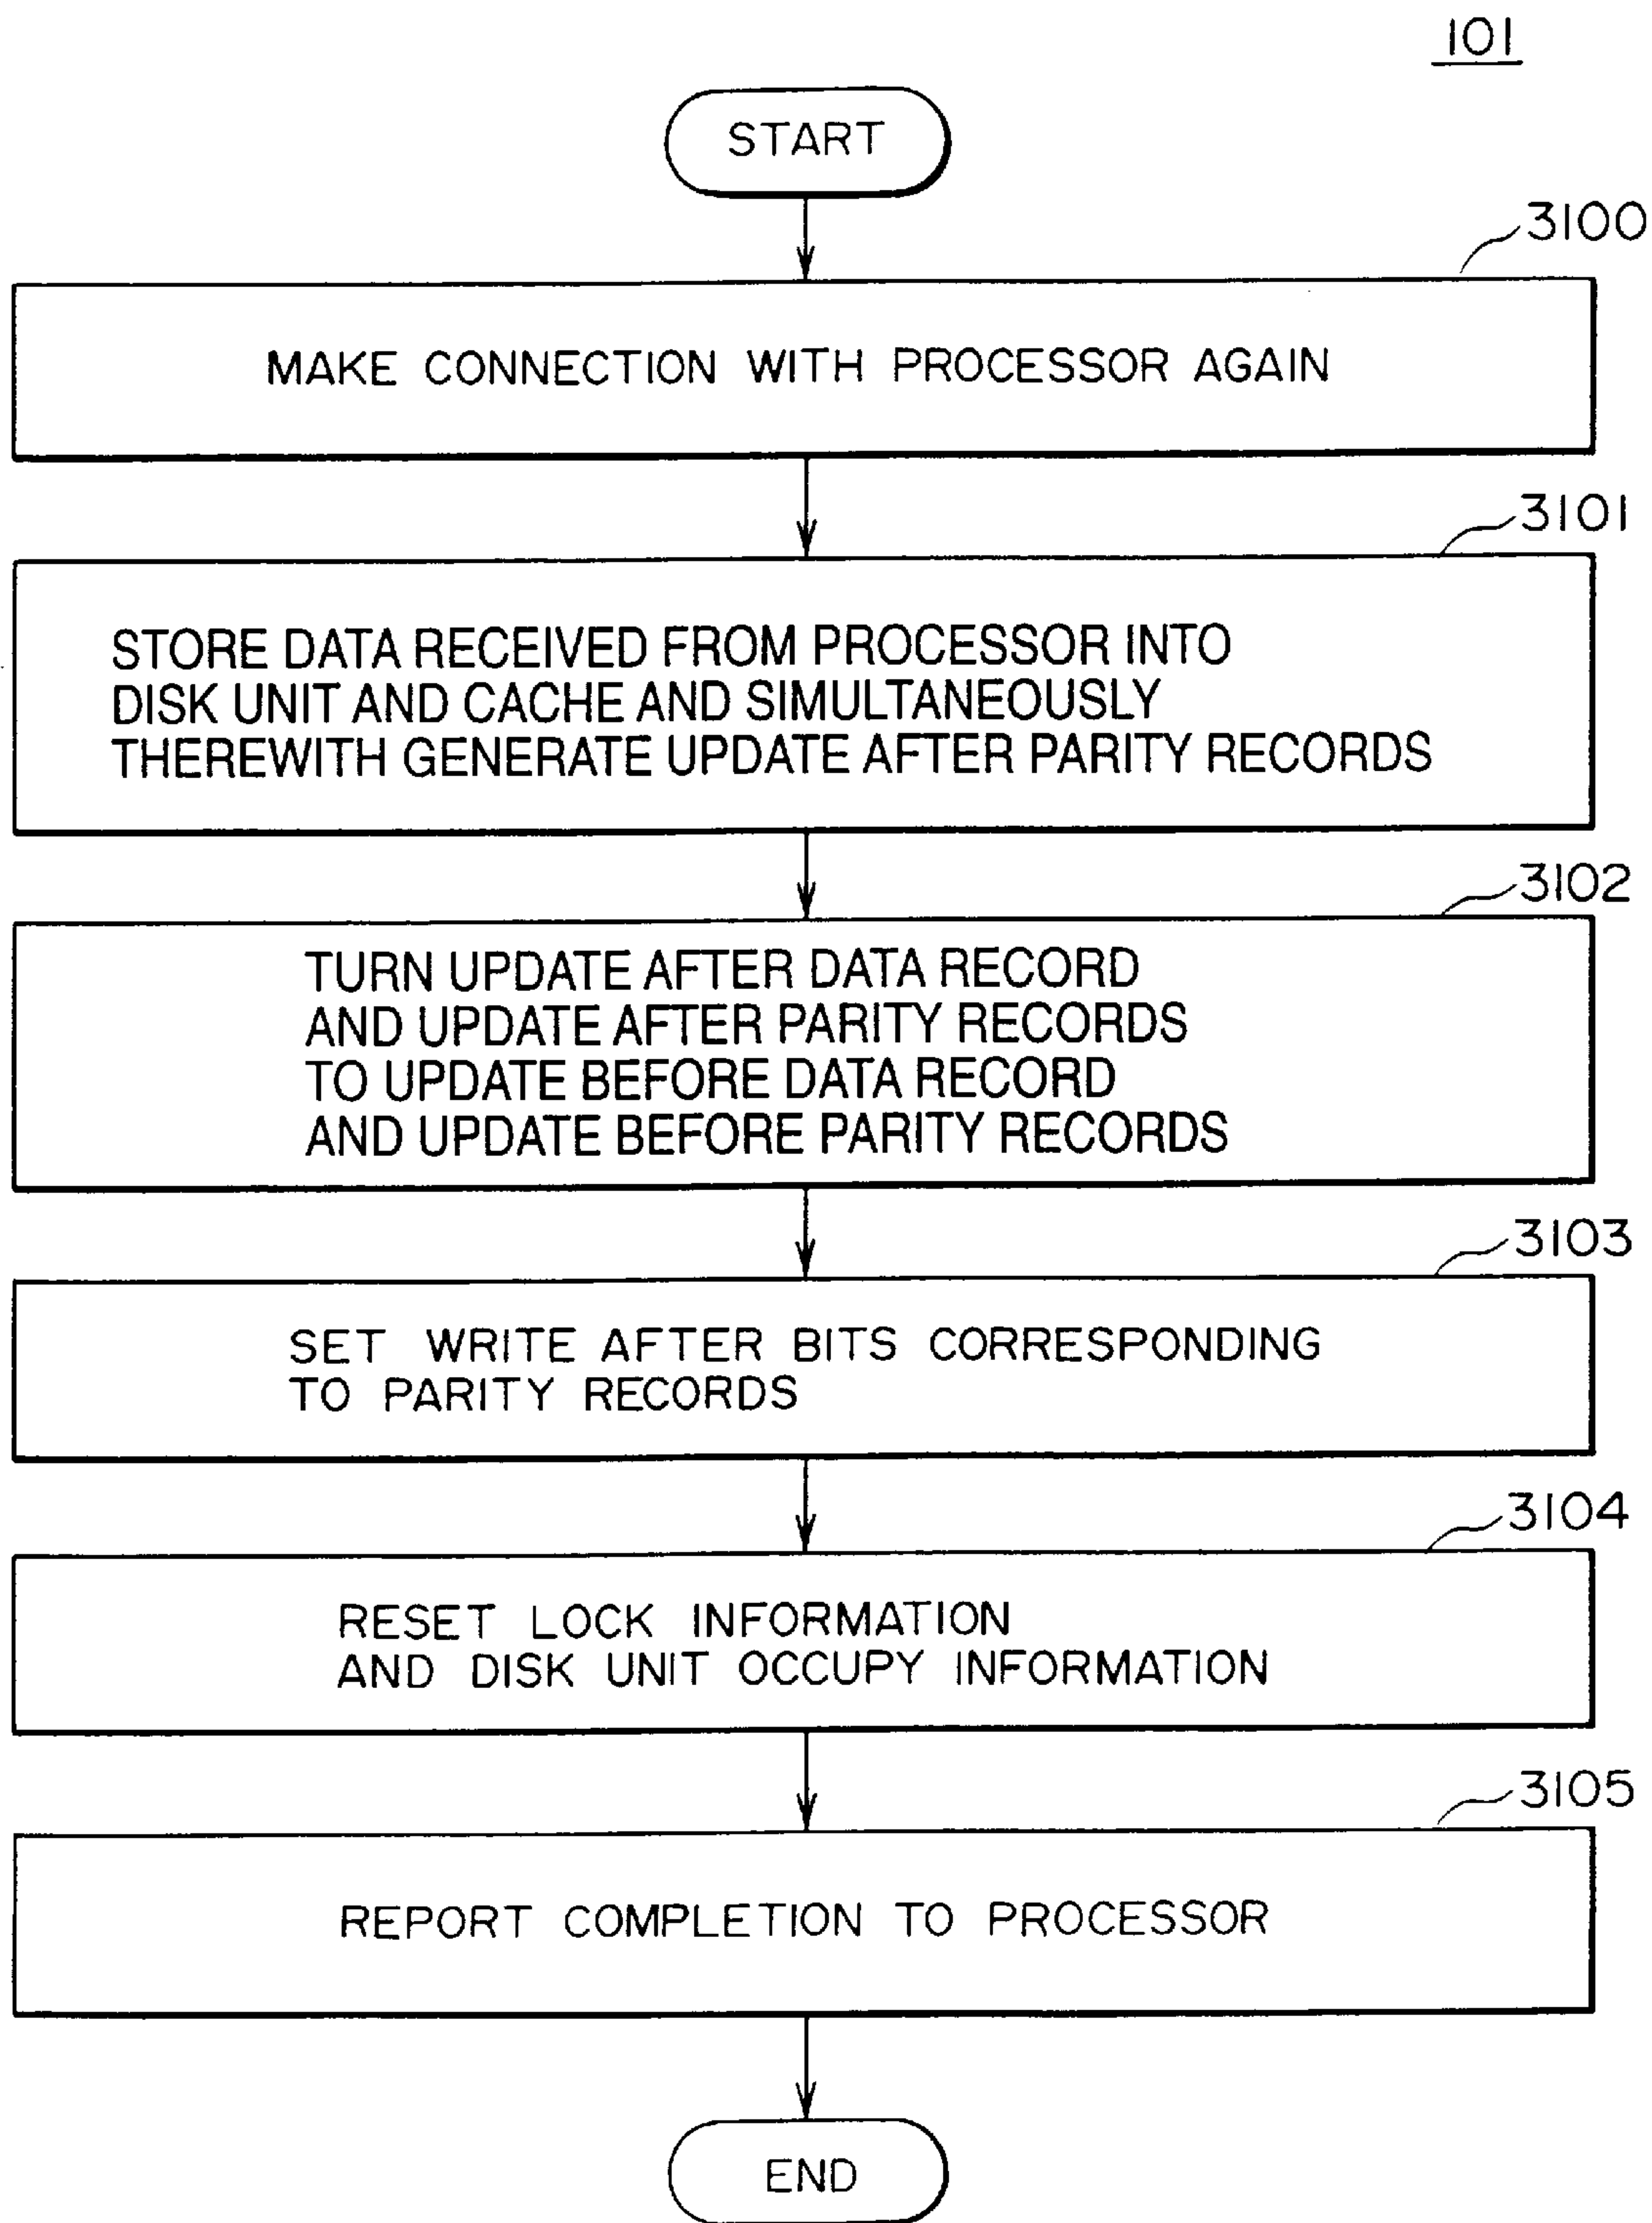 101
START
3100
MAKE CONNECTION WITH PROCESSOR AGAIN
3101
STORE DATA RECEIVED FROM PROCESSOR INTO
DISK UNIT AND CACHE AND SIMULTANEOUSLY
THEREWITH GENERATE UPDATE AFTER PARITY RECORDS
3102
TURN UPDATE AFTER DATA RECORD
AND UPDATE AFTER PARITY RECORDS
TO UPDATE BEFORE DATA RECORD
AND UPDATE BEFORE PARITY RECORDS
3103
SET WRITE AFTER BITS CORRESPONDING
TO PARITY RECORDS
3104
RESET LOCK INFORMATION
AND DISK UNIT OCCUPY INFORMATION
3105
REPORT COMPLETION TO PROCESSOR
END